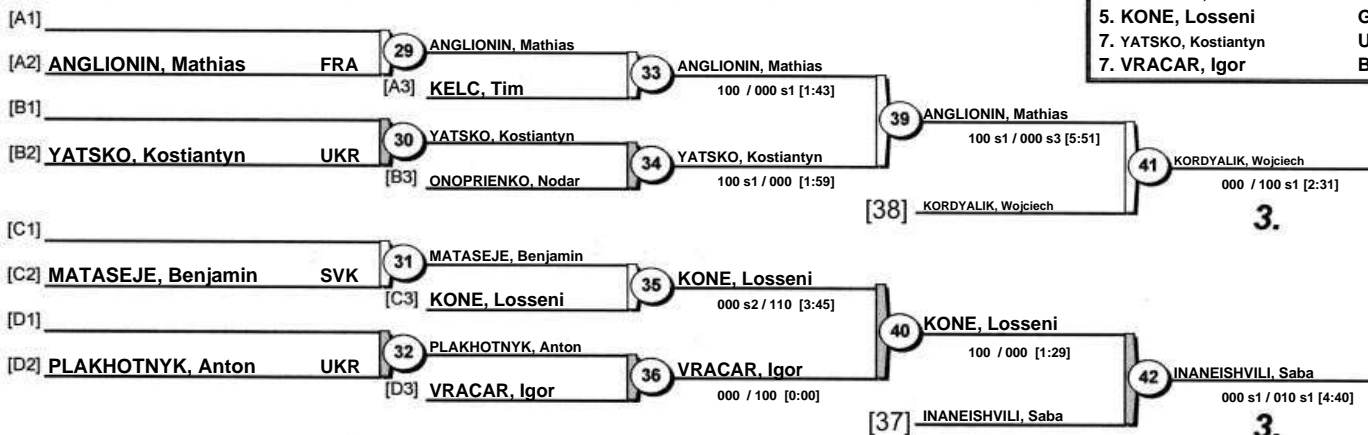 5. KONE, Losseni G
7. YATSKO, Kostiantyn U
7. VRACAR, Igor B
[A1]
[A2] ANGLIONIN, Mathias FRA
29
ANGLIONIN, Mathias
[A3] KELC, Tim
33
ANGLIONIN, Mathias
100 / 000 s1 [1:43]
[B1]
[B2] YATSKO, Kostiantyn UKR
30
YATSKO, Kostiantyn
[B3] ONOPRIENKO, Nodar
34
YATSKO, Kostiantyn
100 s1 / 000 [1:59]
39
ANGLIONIN, Mathias
100 s1 / 000 s3 [5:51]
[38] KORDYALIK, Wojciech
41
KORDYALIK, Wojciech
000 / 100 s1 [2:31]
3.
[C1]
[C2] MATASEJE, Benjamin SVK
31
MATASEJE, Benjamin
[C3] KONE, Losseni
35
KONE, Losseni
000 s2 / 110 [3:45]
[D1]
[D2] PLAKHOTNYK, Anton UKR
32
PLAKHOTNYK, Anton
[D3] VRACAR, Igor
36
VRACAR, Igor
000 / 100 [0:00]
40
KONE, Losseni
100 / 000 [1:29]
[37] INANEISHVILI, Saba
42
INANEISHVILI, Saba
000 s1 / 010 s1 [4:40]
3.